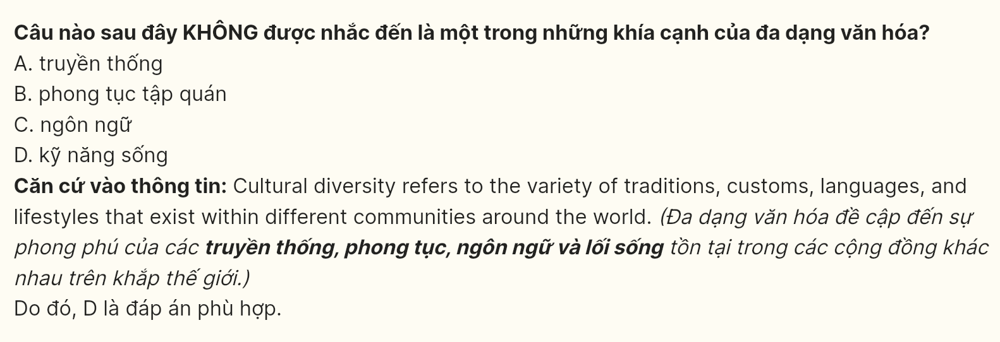 Câu nào sau đây KHÔNG được nhắc đến là một trong những khía cạnh của đa dạng văn hóa?
A. truyền thống
B. phong tục tập quán
C. ngôn ngữ
D. kỹ năng sống
Căn cứ vào thông tin: Cultural diversity refers to the variety of traditions, customs, languages, and
lifestyles that exist within different communities around the world. (Đa dạng văn hóa đề cập đến sự
phong phú của các truyền thống, phong tục, ngôn ngữ và lối sống tồn tại trong các cộng đồng khác
nhau trên khắp thế giới.)
Do đó, D là đáp án phù hợp.